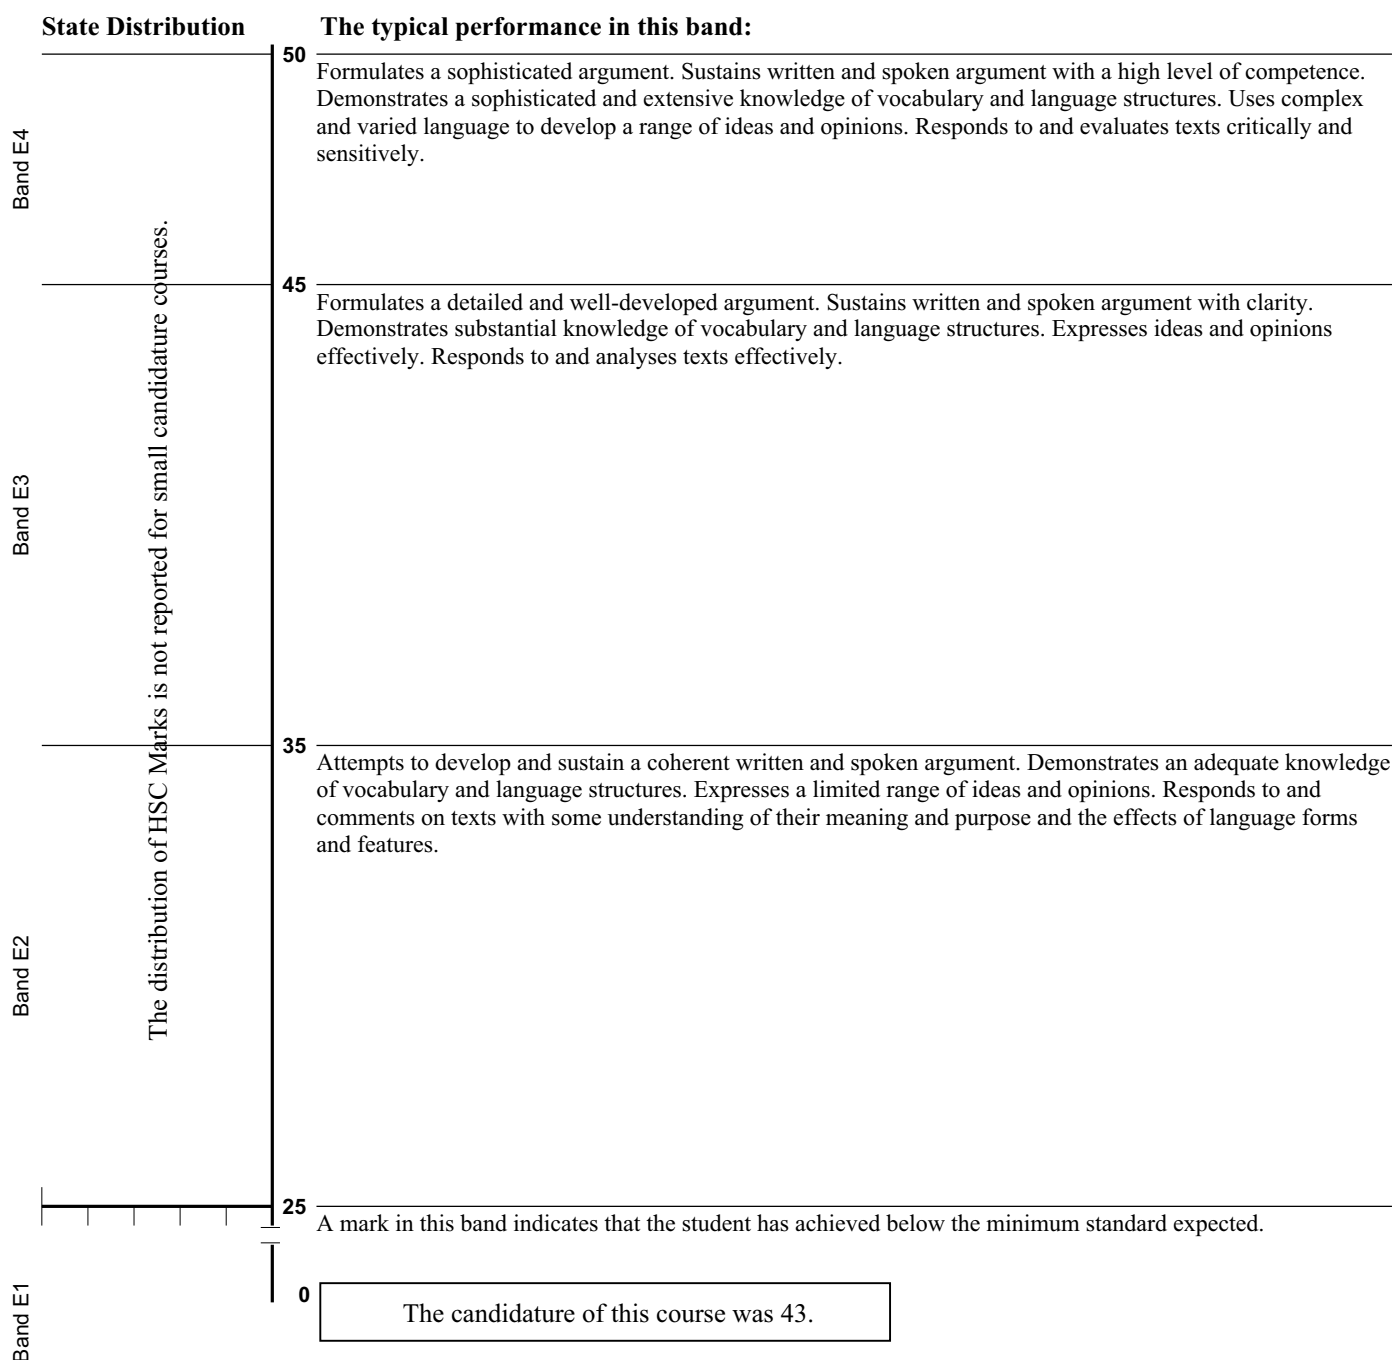 State Distribution
The typical performance in this band:
50
Formulates a sophisticated argument. Sustains written and spoken argument with a high level of competence.
Demonstrates a sophisticated and extensive knowledge of vocabulary and language structures. Uses complex
and varied language to develop a range of ideas and opinions. Responds to and evaluates texts critically and
sensitively.
Band E4
The distribution of HSC Marks is not reported for small candidature courses.
45
Formulates a detailed and well-developed argument. Sustains written and spoken argument with clarity.
Demonstrates substantial knowledge of vocabulary and language structures. Expresses ideas and opinions
effectively. Responds to and analyses texts effectively.
Band E3
35
Attempts to develop and sustain a coherent written and spoken argument. Demonstrates an adequate knowledge
of vocabulary and language structures. Expresses a limited range of ideas and opinions. Responds to and
comments on texts with some understanding of their meaning and purpose and the effects of language forms
and features.
Band E2
25
A mark in this band indicates that the student has achieved below the minimum standard expected.
0
Band E1
The candidature of this course was 43.